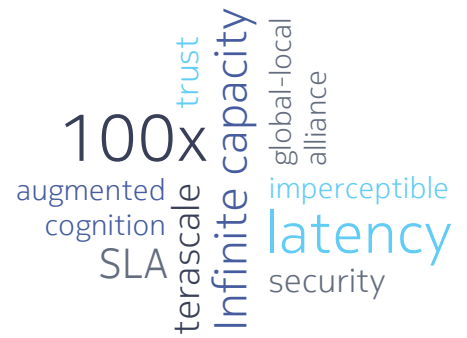 trust
Infinite capacity
global-local
alliance
100x
augmented
cognition
terascale
imperceptible
latency
SLA
security